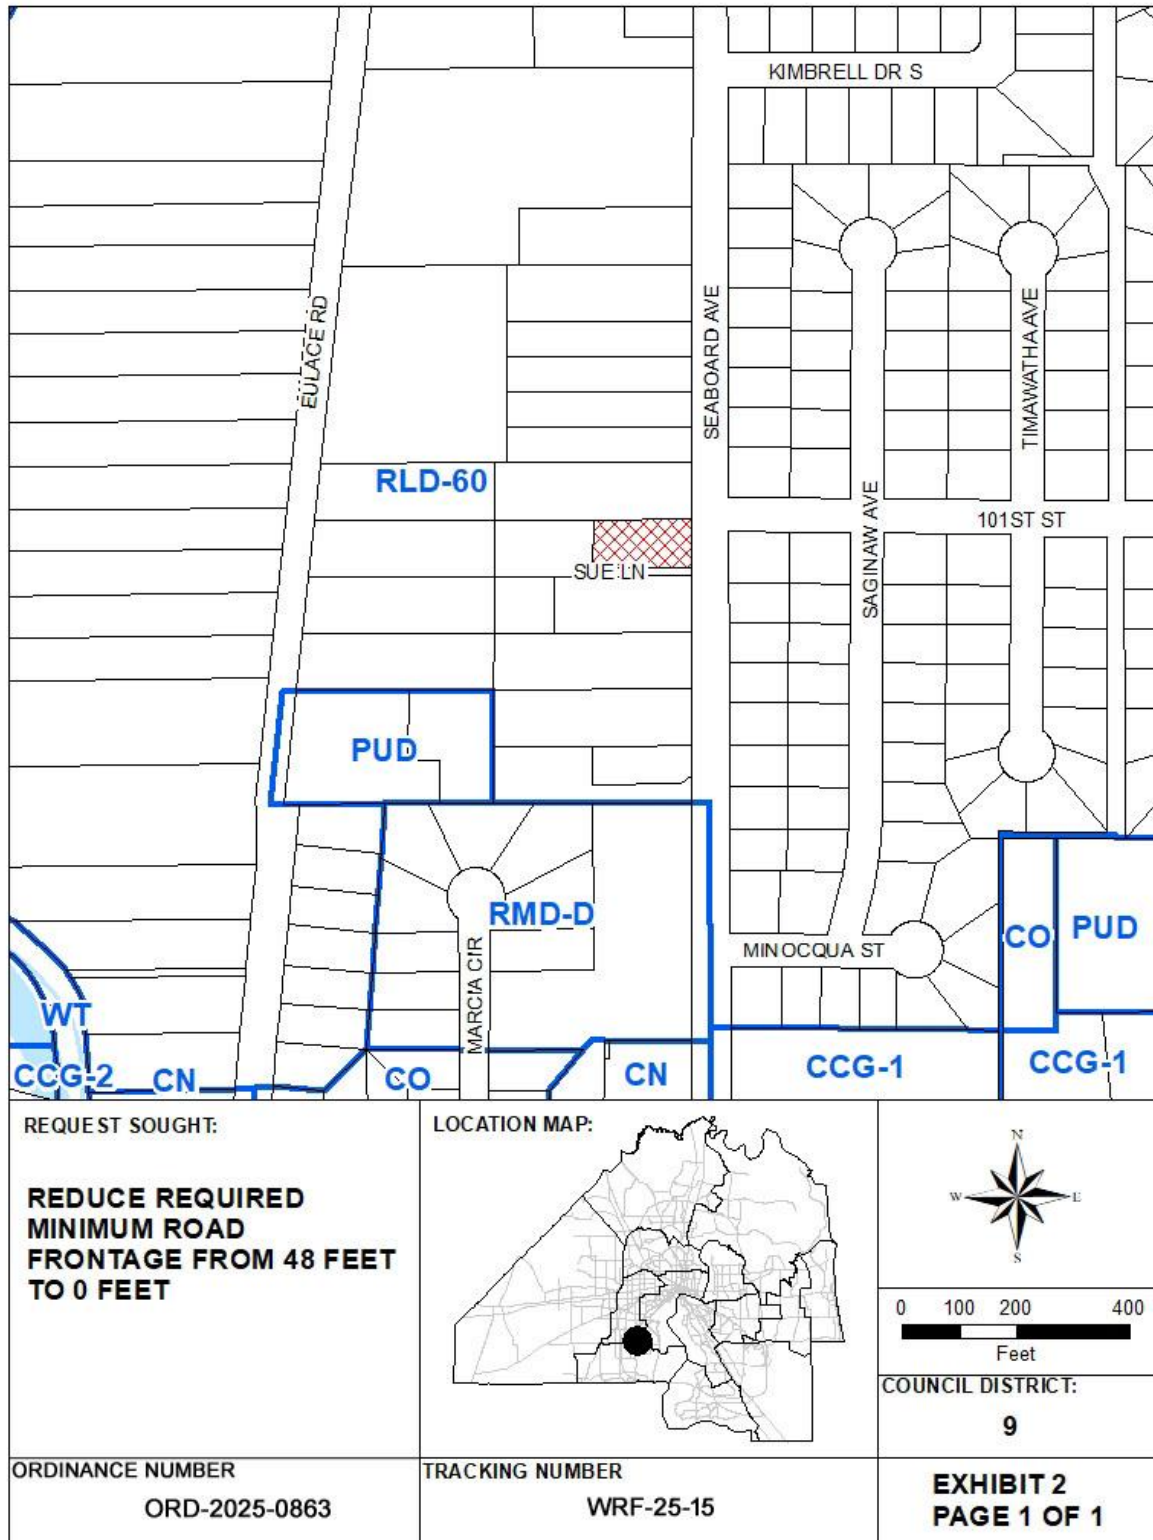 KIMBRELL DR S
EULACE RD
SEABOARD AVE
TIMAWATHA AVE
RLD-60
SAGINAW AVE
101ST ST
SUE LN
PUD
RMD-D
MARCIA CIR
MINOCQUA ST
CO
PUD
WT
CCG-2
CN
CO
CN
CCG-1
CCG-1
REQUEST SOUGHT:
REDUCE REQUIRED
MINIMUM ROAD
FRONTAGE FROM 48 FEET
TO 0 FEET
LOCATION MAP:
N
W
E
S
0 100 200 400
Feet
COUNCIL DISTRICT:
9
ORDINANCE NUMBER
ORD-2025-0863
TRACKING NUMBER
WRF-25-15
EXHIBIT 2
PAGE 1 OF 1